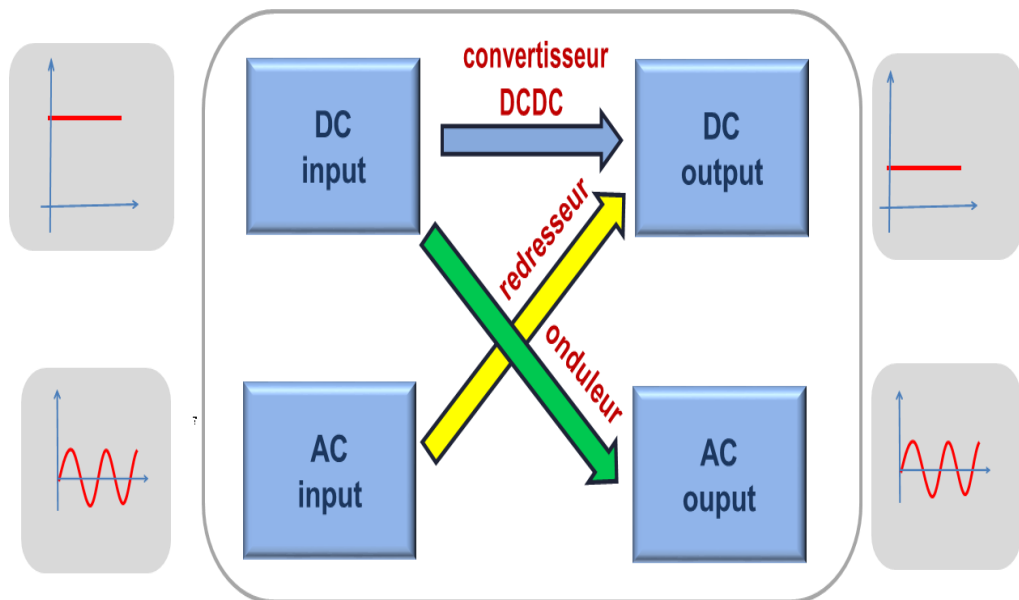 convertisseur
DCDC
DC
input
DC
output
redresseur
onduleur
AC
input
AC
ouput